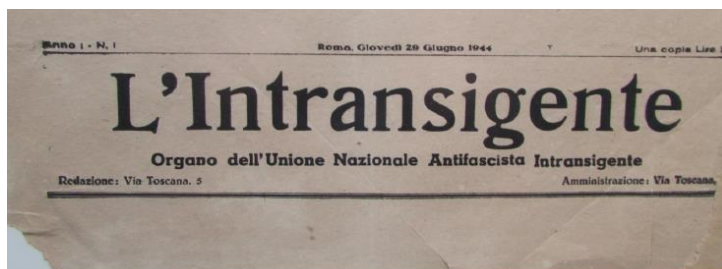 Anno I - N. I Roma, Giovedì 29 Giugno 1944 Una copia Lire
L'Intransigente
Organo dell'Unione Nazionale Antifascista Intransigente
Redazione: Via Toscana, 5 Amministrazione: Via Toscana,